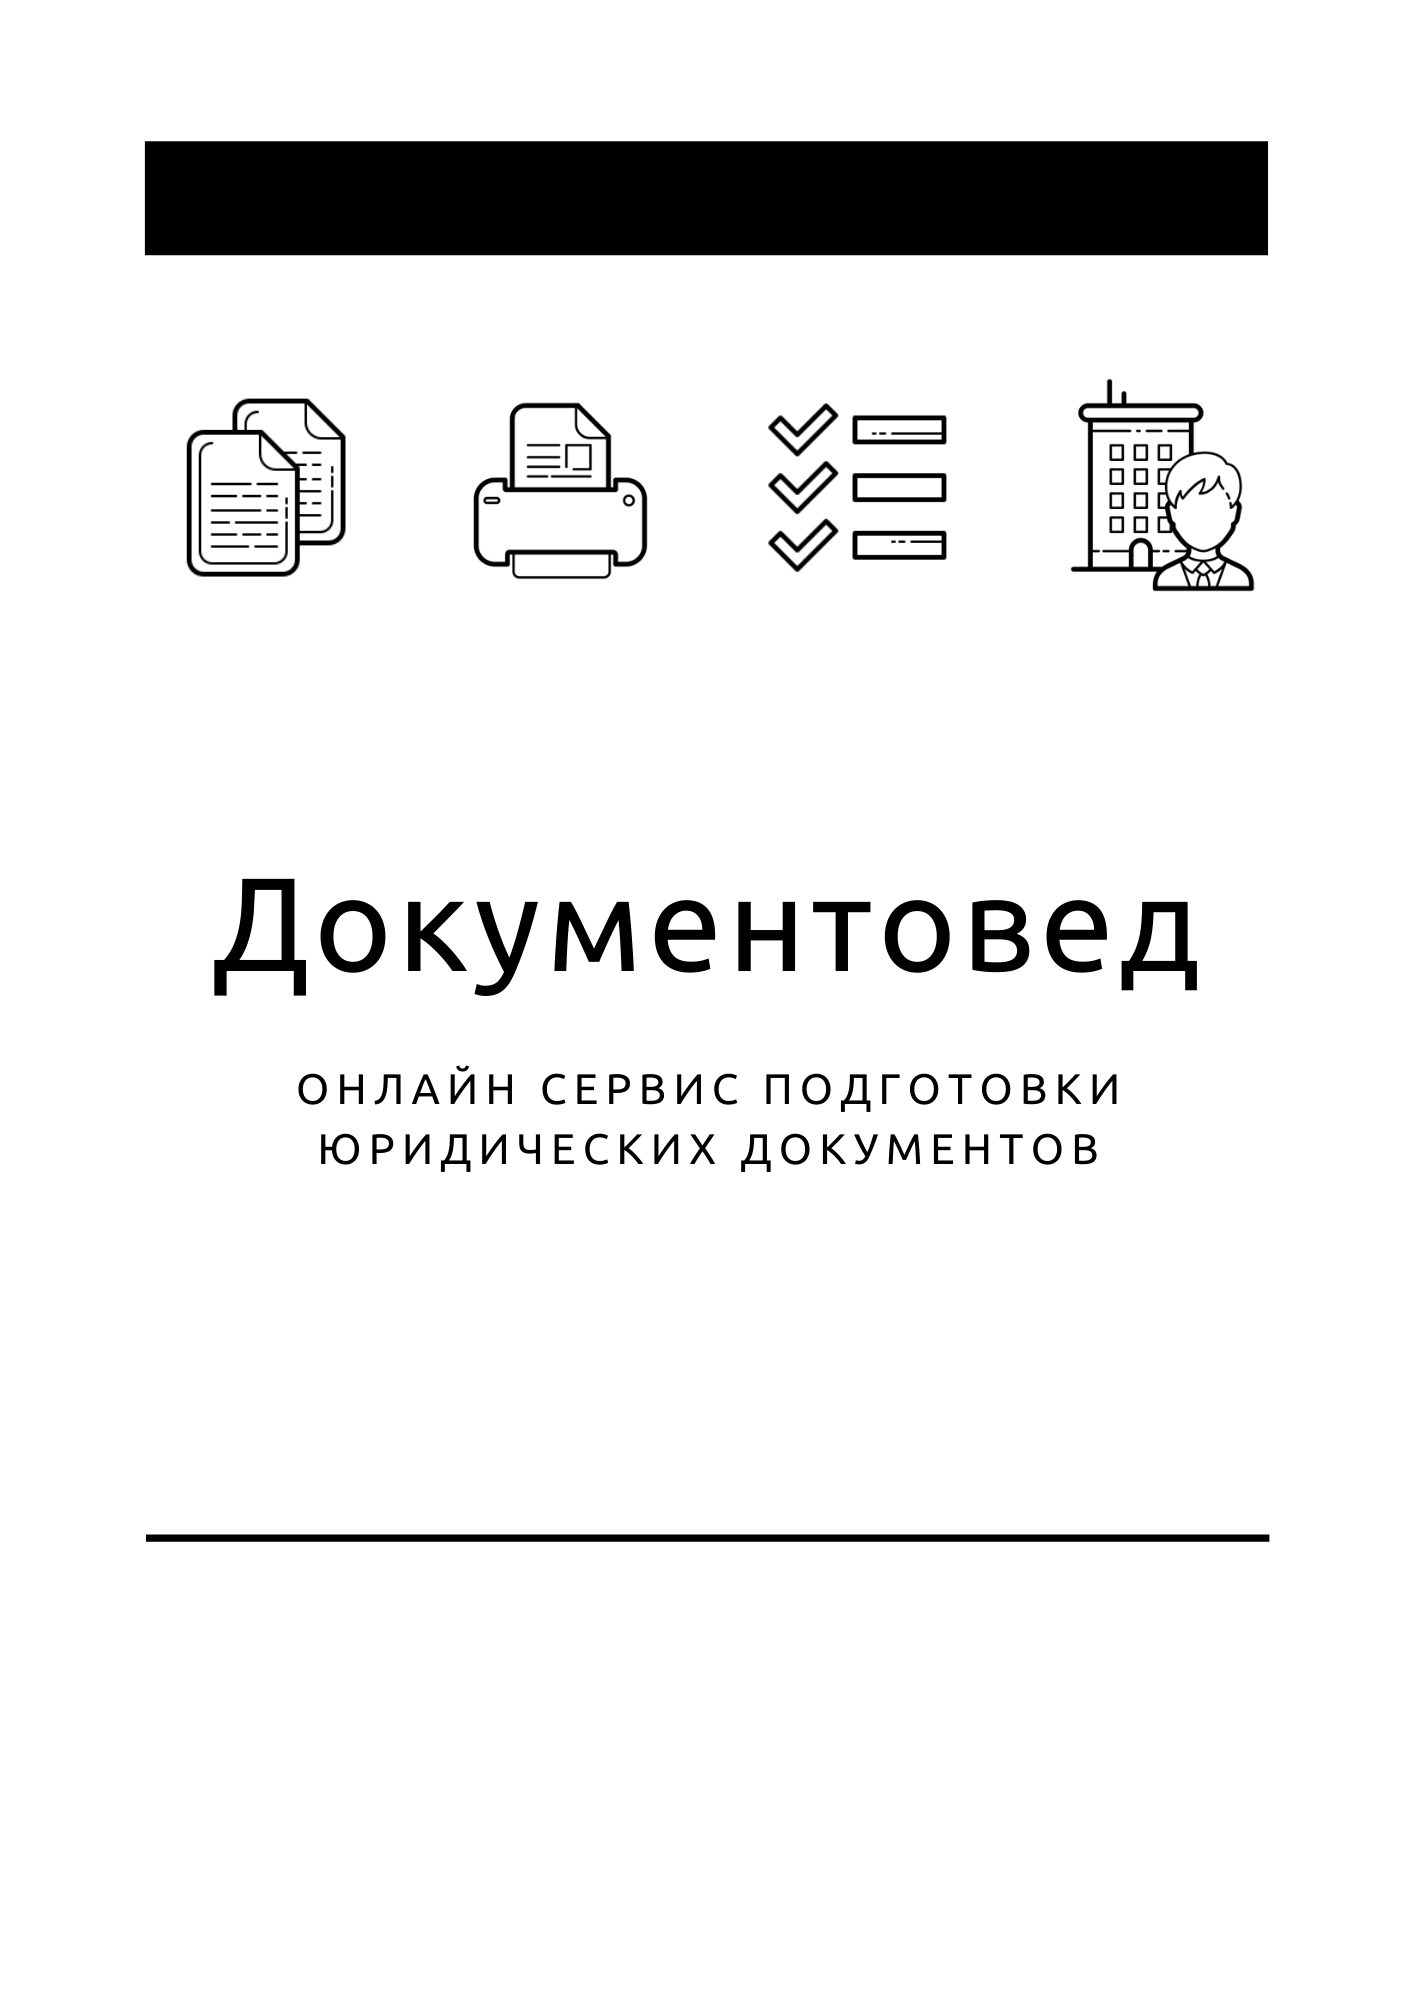 Документовед
ОНЛАЙН СЕРВИС ПОДГОТОВКИ
ЮРИДИЧЕСКИХ ДОКУМЕНТОВ